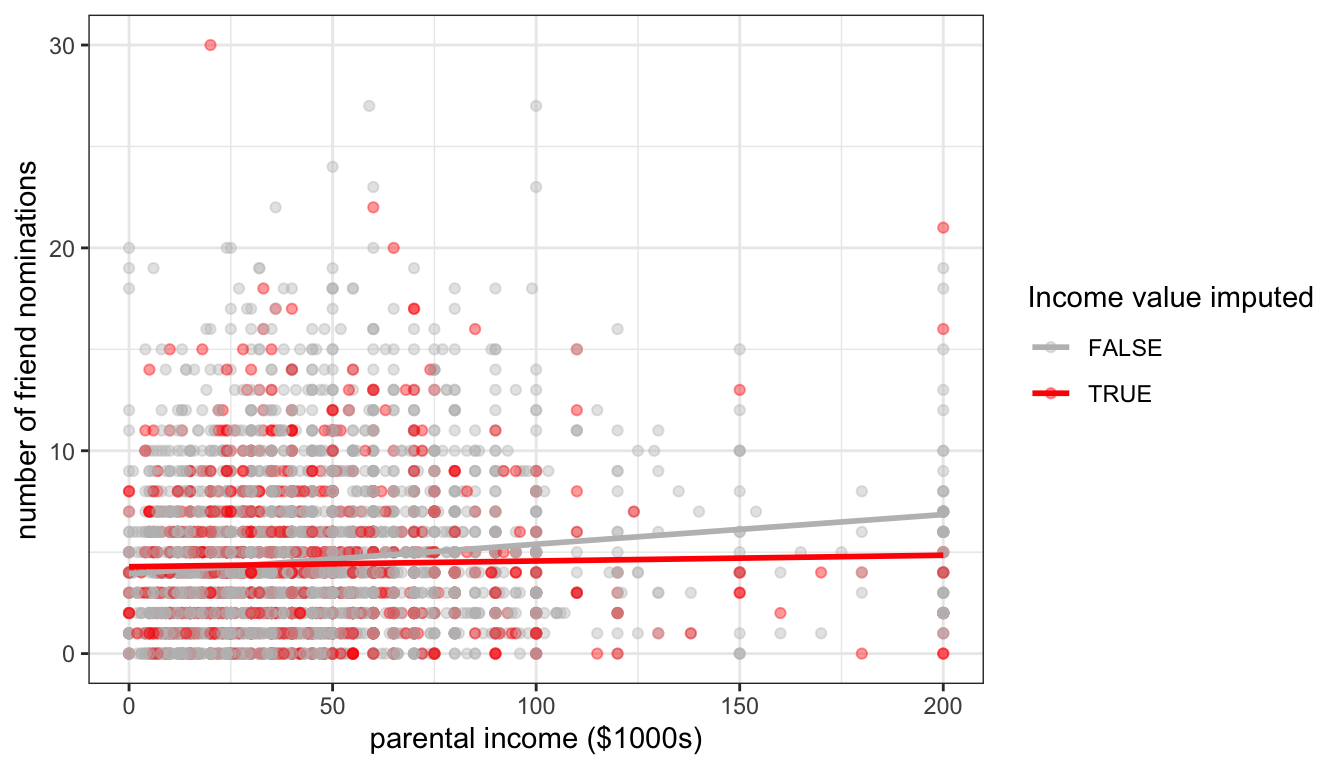 30
20
10
0
number of friend nominations
0 50 100 150 200
parental income ($1000s)
Income value imputed
FALSE
TRUE